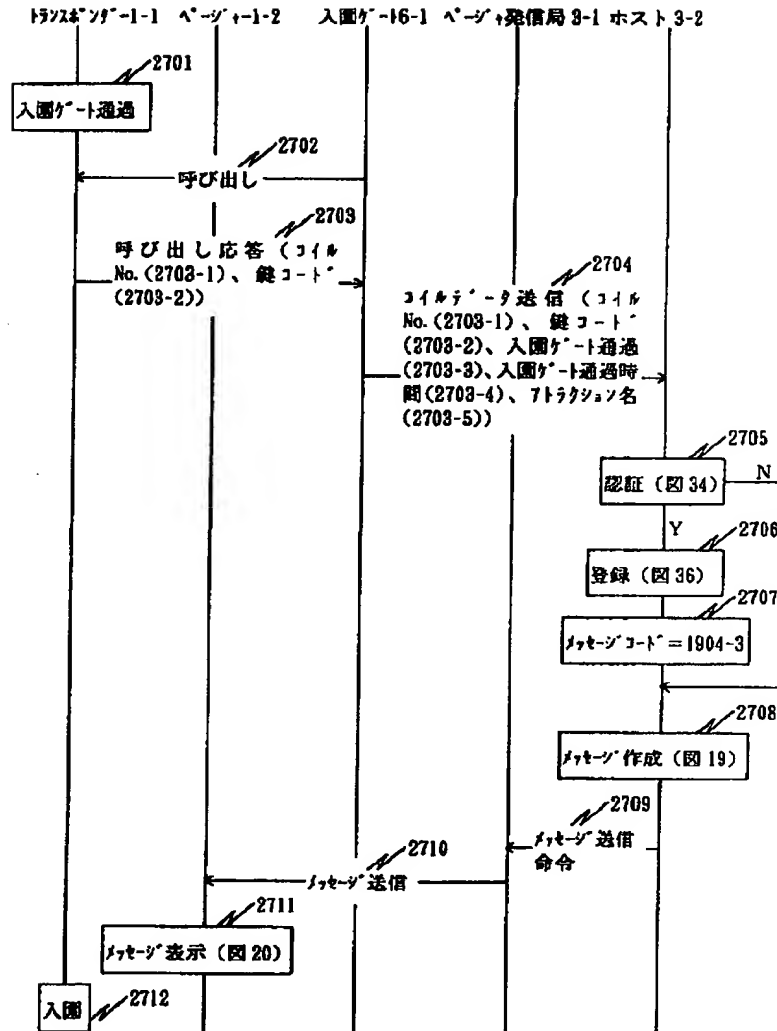 トランスポンダー1-1 ページャー1-2 入園ゲート6-1 ページャ発信局3-1 ホスト3-2
2701
入園ゲート通過
2702
呼び出し
2703
呼び出し応答(コイル
No.(2703-1)、鍵コード
(2703-2))
2704
コイルデータ送信(コイル
No.(2703-1)、鍵コード
(2703-2)、入園ゲート通過
(2703-3)、入園ゲート通過時
間(2703-4)、アトラクション名
(2703-5))
2705
認証(図34)
N
Y
2706
登録(図36)
2707
メッセージコード=1904-3
2708
メッセージ作成(図19)
2709
メッセージ送信
命令
2710
メッセージ送信
2711
メッセージ表示(図20)
入園
2712